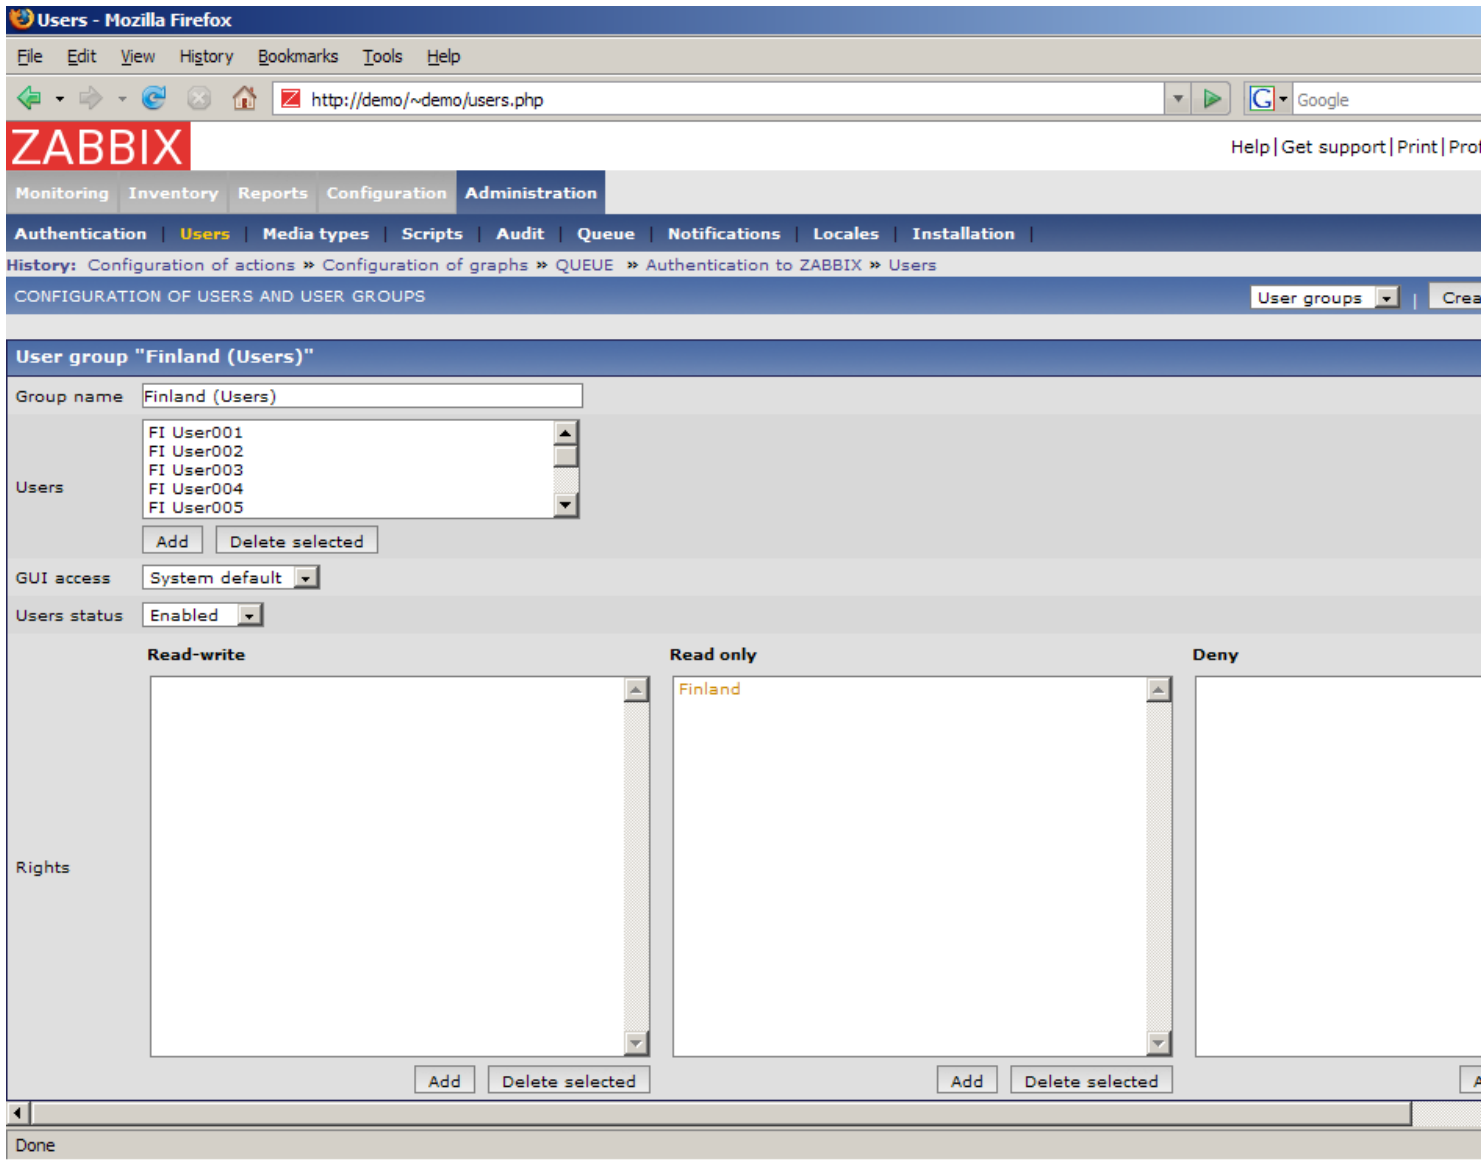 Users - Mozilla Firefox
File Edit View History Bookmarks Tools Help
http://demo/~demo/users.php
G Google
ZABBIX
Help | Get support | Print | Prof
Monitoring Inventory Reports Configuration Administration
Authentication | Users | Media types | Scripts | Audit | Queue | Notifications | Locales | Installation |
History: Configuration of actions » Configuration of graphs » QUEUE » Authentication to ZABBIX » Users
CONFIGURATION OF USERS AND USER GROUPS
User groups | Crea
User group "Finland (Users)"
Group name Finland (Users)
Users
FI User001
FI User002
FI User003
FI User004
FI User005
Add Delete selected
GUI access System default
Users status Enabled
Rights
Read-write Read only Deny
Finland
Add Delete selected Add Delete selected A
Done